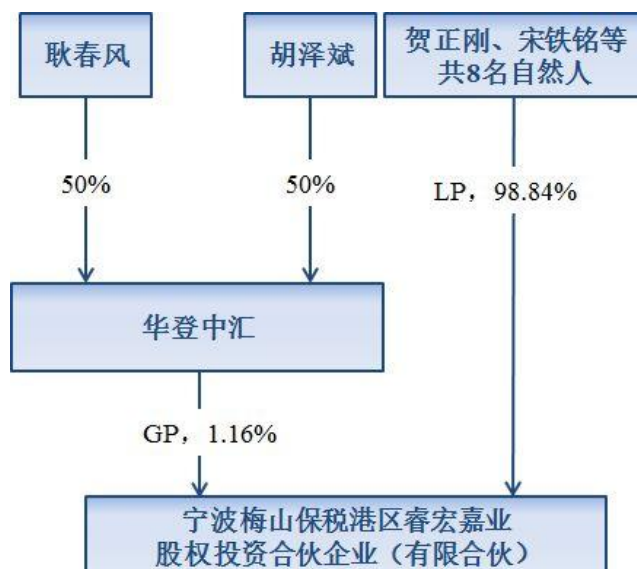 耿春风
胡泽斌
贺正刚、宋铁铭等
共8名自然人
50%
50%
LP，98.84%
华登中汇
GP，1.16%
宁波梅山保税港区睿宏嘉业
股权投资合伙企业（有限合伙）